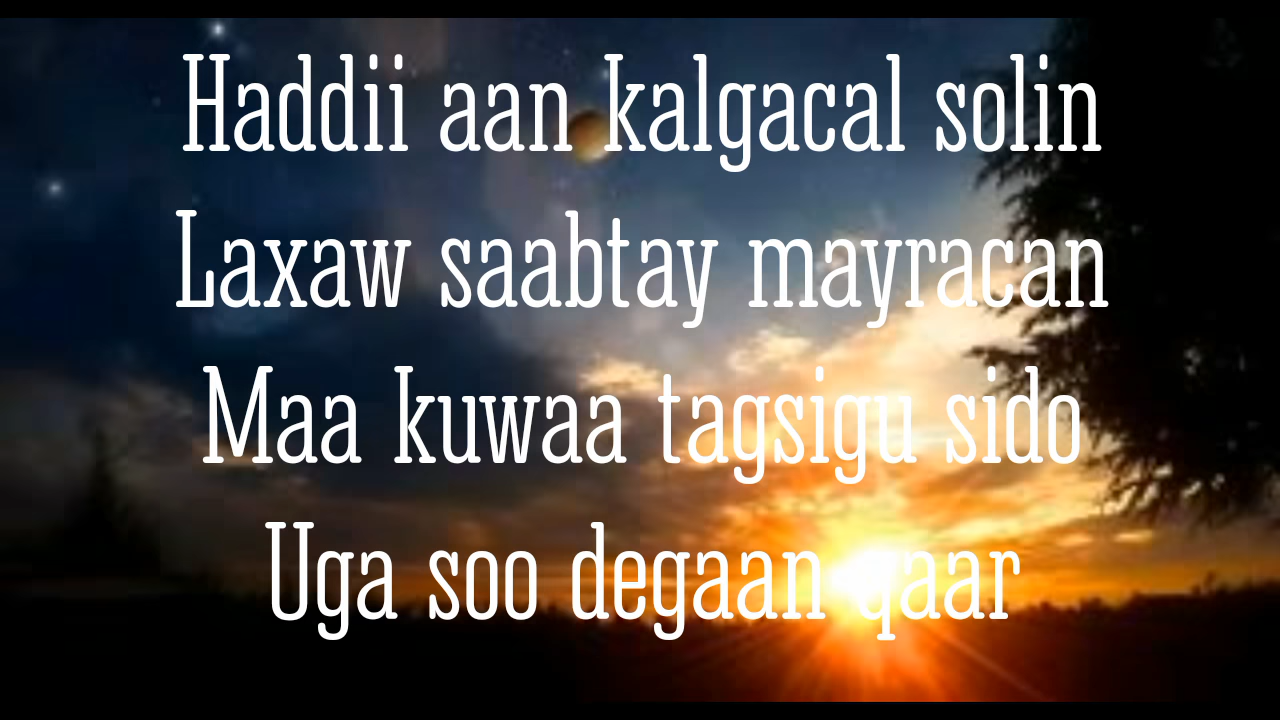 Haddii aan kalgacal solin
Laxaw saabtay mayracan
Maa kuwaa tagsigu sido
Uga soo degaan qaar